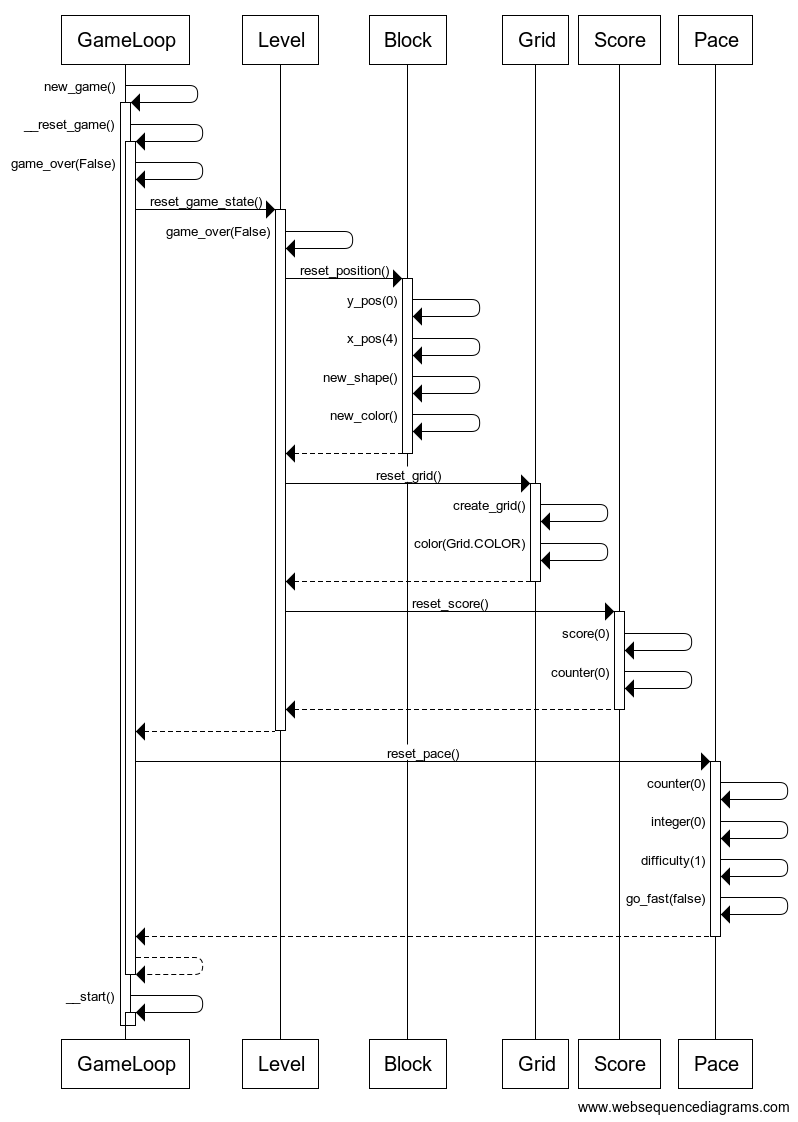 GameLoop Level Block Grid Score Pace
new_game()
__reset_game()
game_over(False)
reset_game_state()
game_over(False)
reset_position()
y_pos(0)
x_pos(4)
new_shape()
new_color()
reset_grid()
create_grid()
color(Grid.COLOR)
reset_score()
score(0)
counter(0)
reset_pace()
counter(0)
integer(0)
difficulty(1)
go_fast(false)
__start()
GameLoop Level Block Grid Score Pace
www.websequencediagrams.com